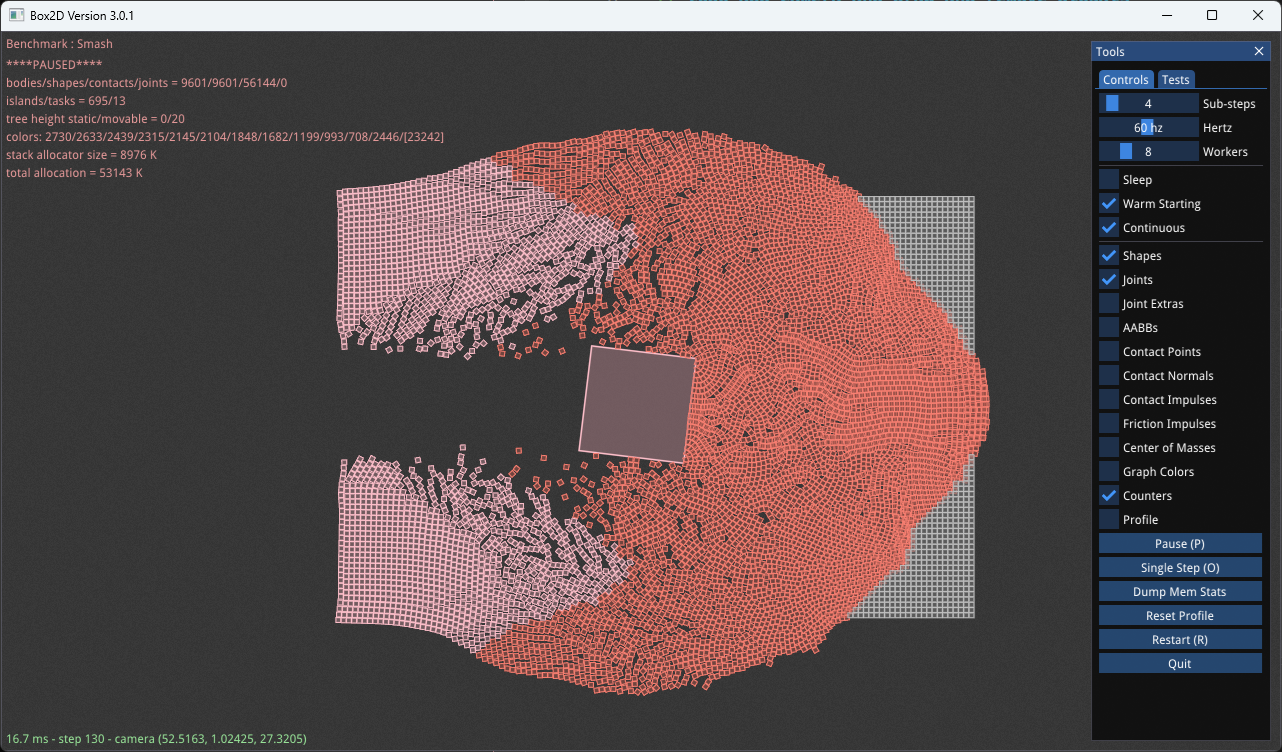 Box2D Version 3.0.1
Benchmark : Smash
****PAUSED****
bodies/shapes/contacts/joints = 9601/9601/56144/0
islands/tasks = 695/13
tree height static/movable = 0/20
colors: 2730/2633/2439/2315/2145/2104/1848/1682/1199/993/708/2446/[23242]
stack allocator size = 8976 K
total allocation = 53143 K
Tools
Controls Tests
4 Sub-steps
60 hz Hertz
8 Workers
Sleep
Warm Starting
Continuous
Shapes
Joints
Joint Extras
AABBs
Contact Points
Contact Normals
Contact Impulses
Friction Impulses
Center of Masses
Graph Colors
Counters
Profile
Pause (P)
Single Step (O)
Dump Mem Stats
Reset Profile
Restart (R)
Quit
16.7 ms - step 130 - camera (52.5163, 1.02425, 27.3205)